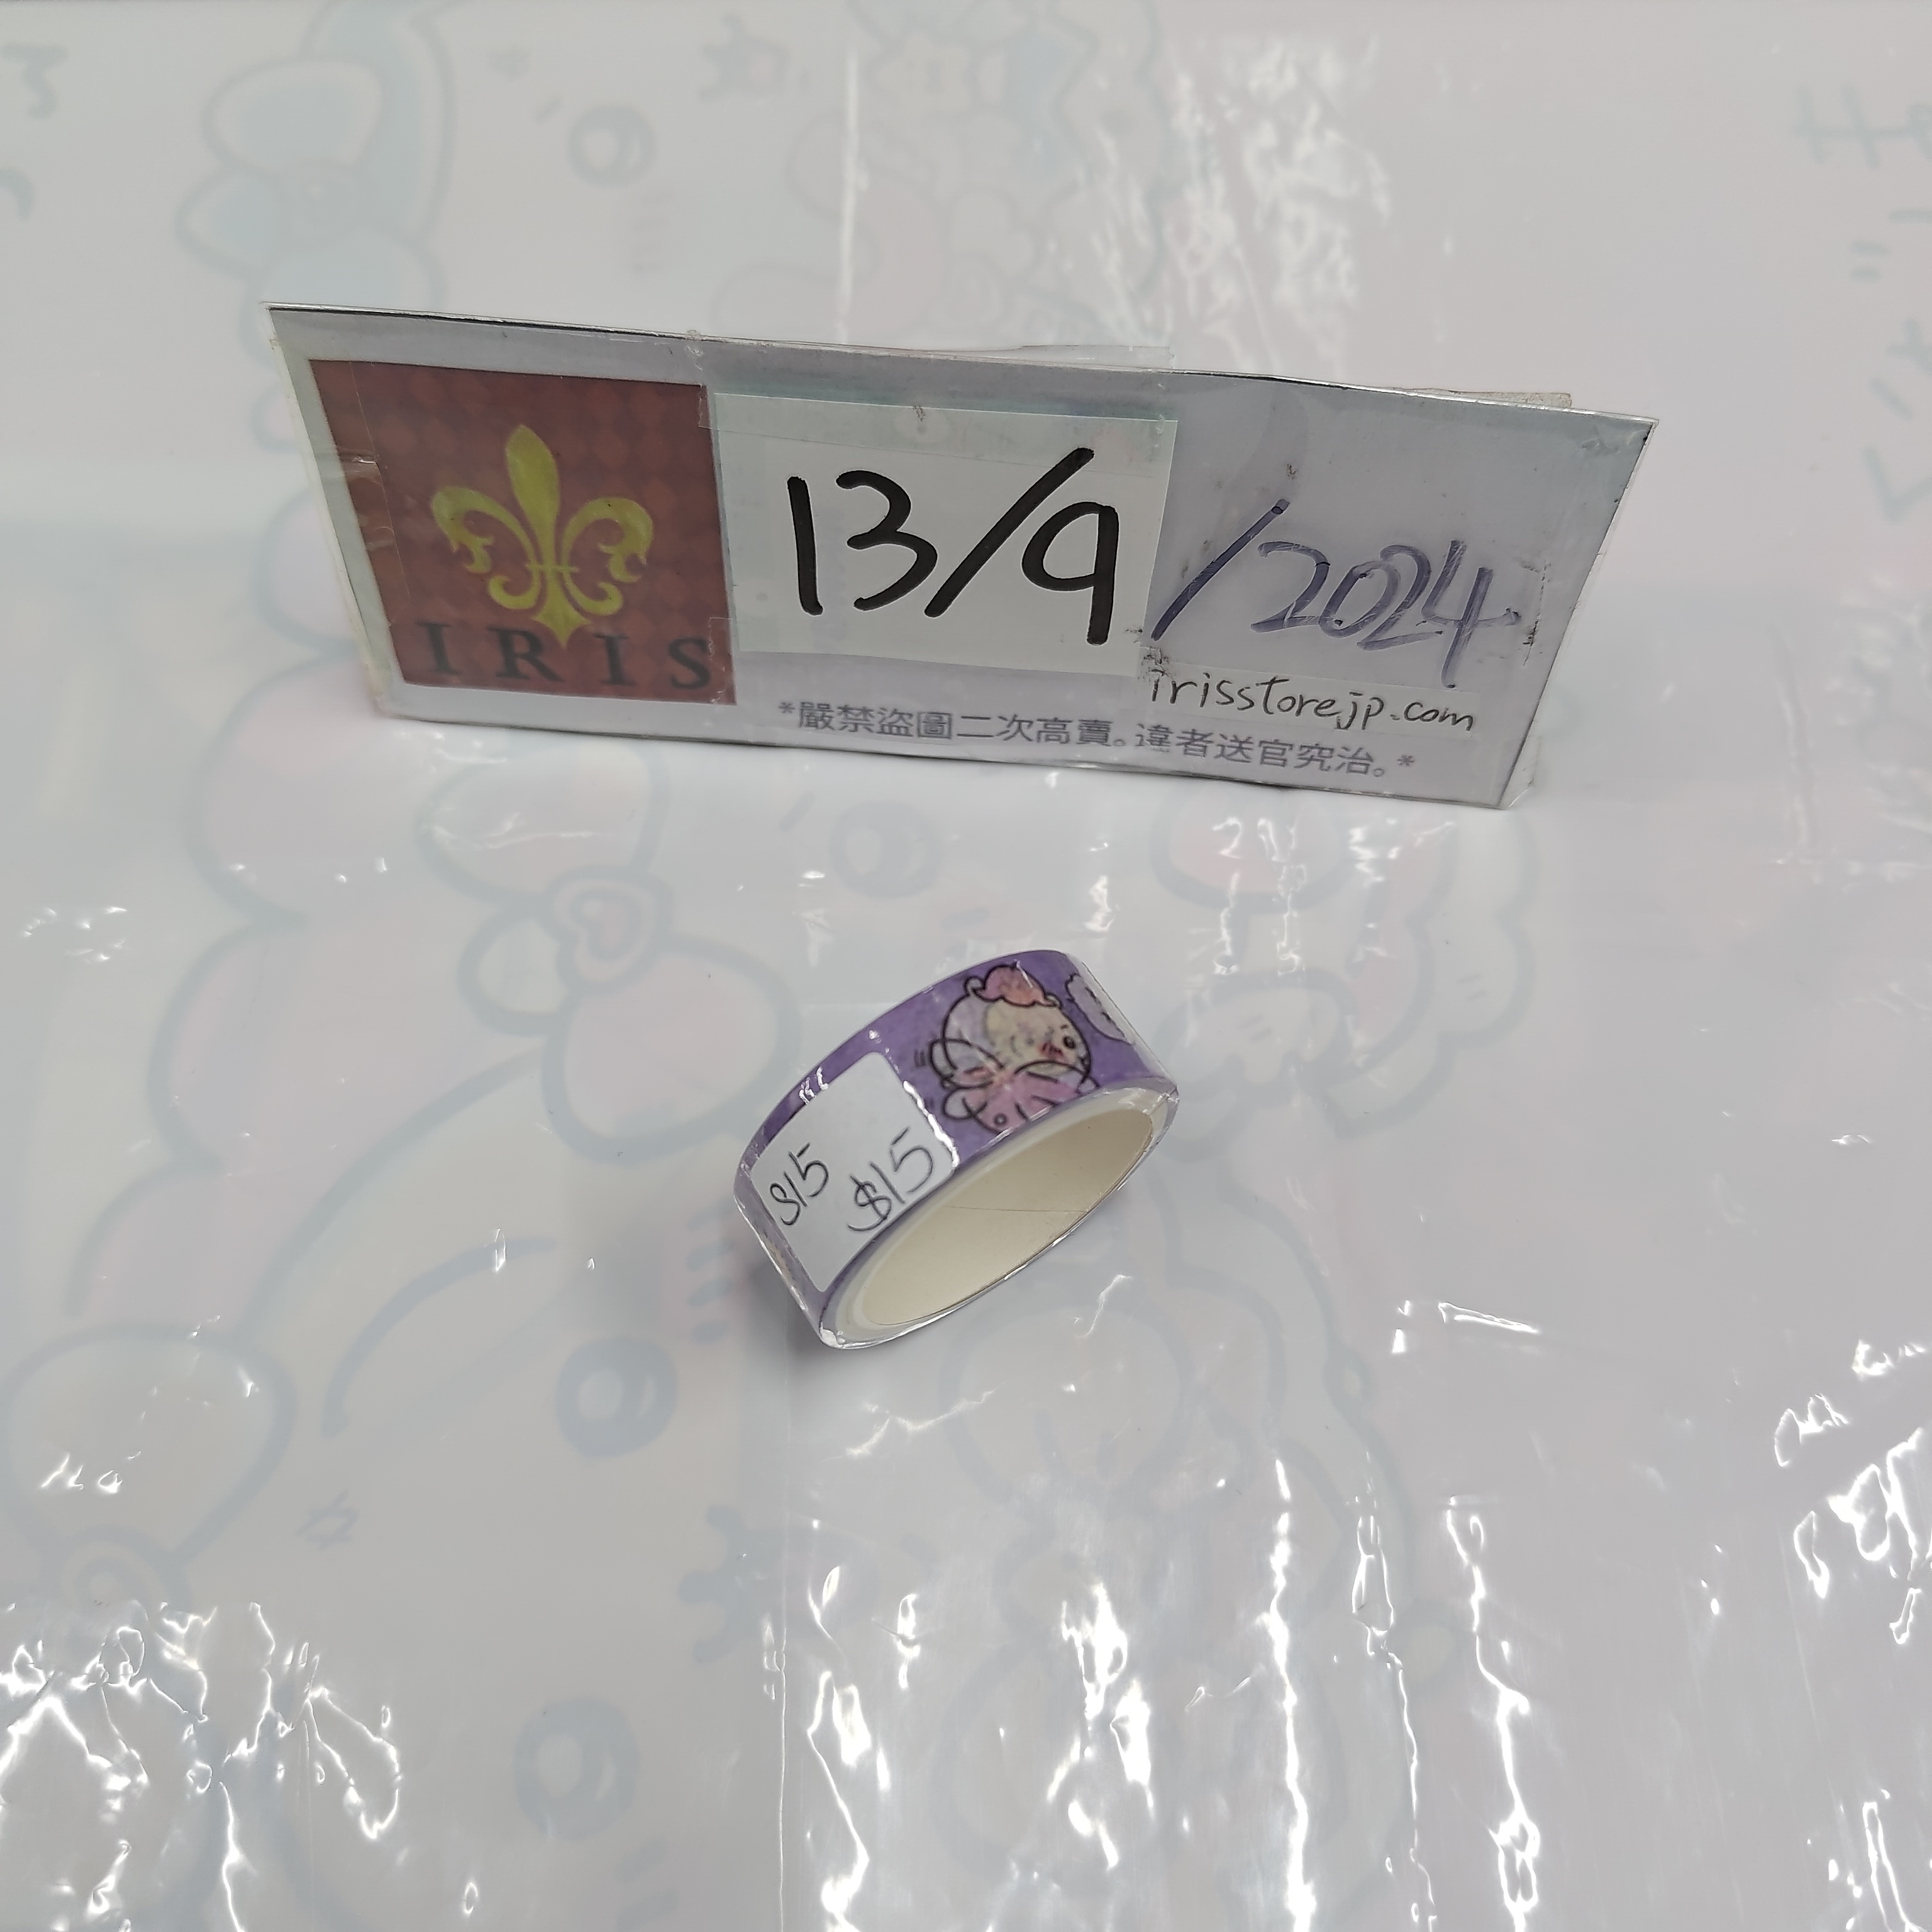 IRIS
13/9/2024
irisstorejp.com
*嚴禁盜圖二次高賣。違者送官究治。*
S15
$15